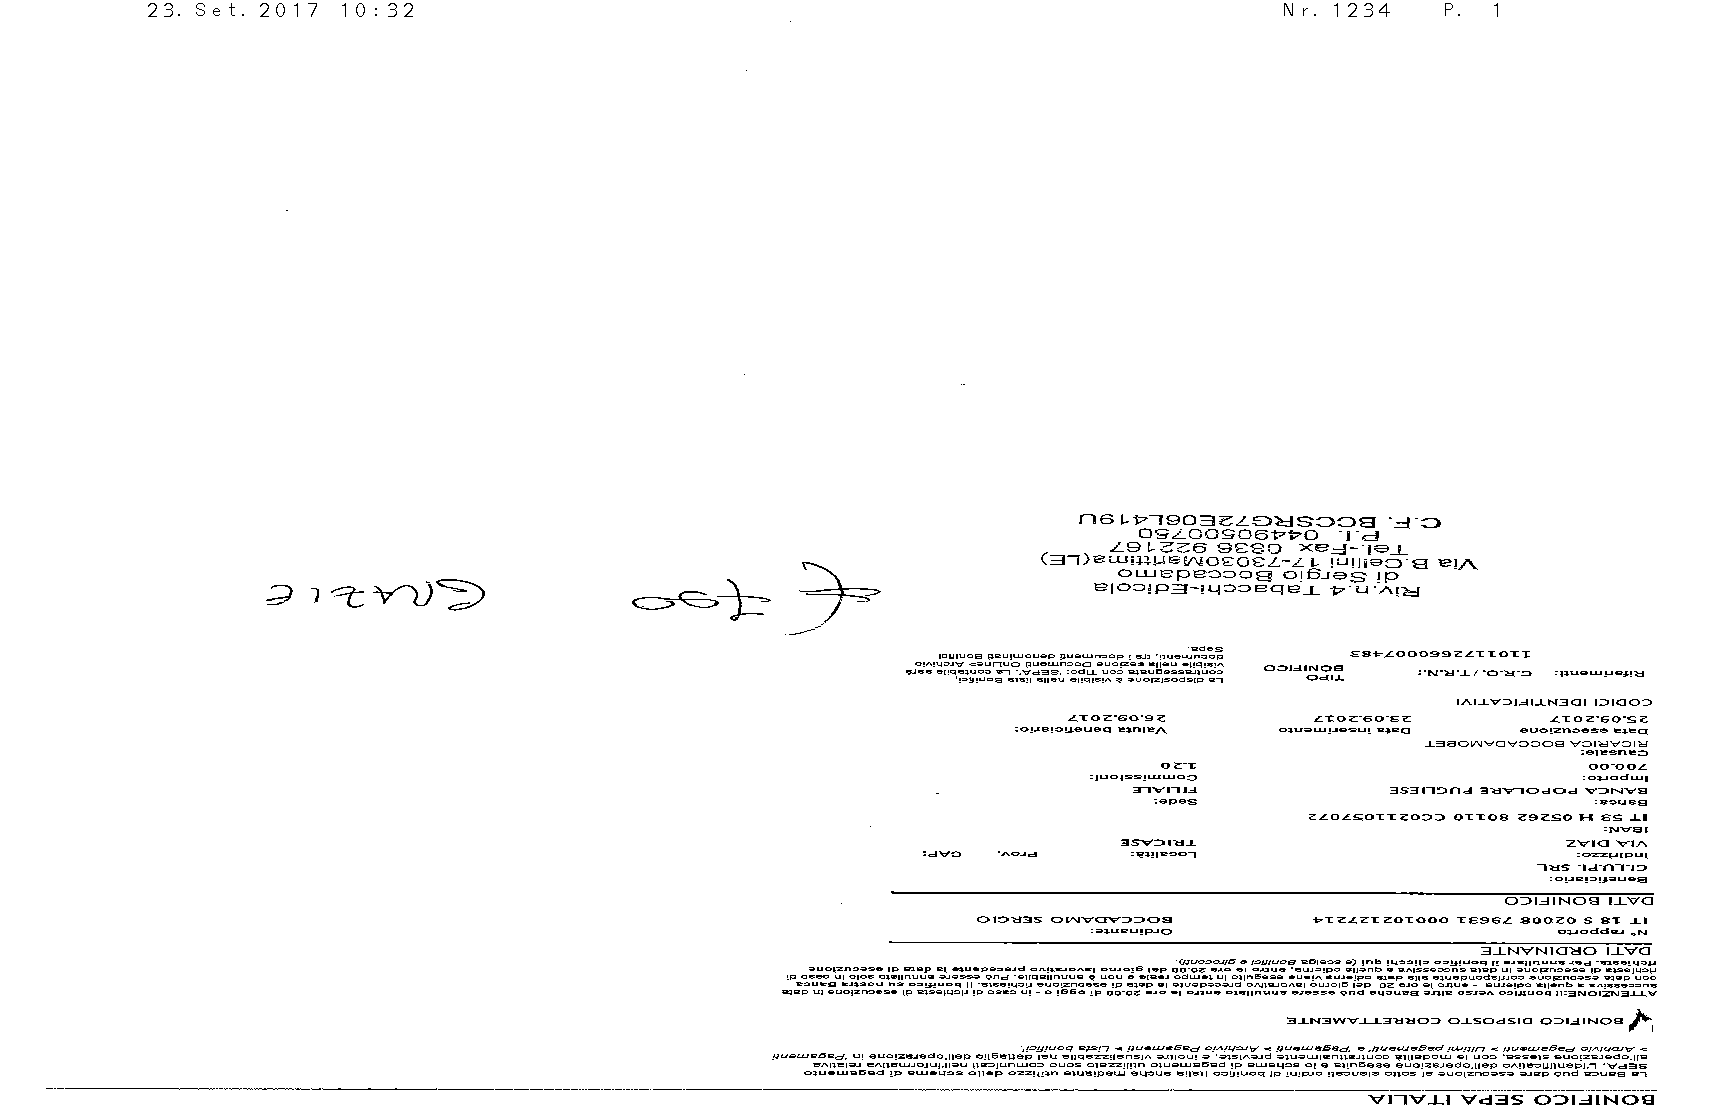 23. Set. 2017 10:32 Nr. 1234 P. 1
BONIFICO SEPA ITALIA
La Banca può dare esecuzione ai sotto elencati ordini di bonifico Italia anche mediante utilizzo dello schema di pagamento
SEPA. L'identificativo dell'operazione eseguita e lo schema di pagamento utilizzato sono comunicati nell'informativa relativa
all'operazione stessa, con le modalità contrattualmente previste, e inoltre visualizzabile nel dettaglio dell'operazione in 'Pagamenti
> Archivio Pagamenti > Ultimi pagamenti' e 'Pagamenti > Archivio Pagamenti > Lista bonifici'.
BONIFICO DISPOSTO CORRETTAMENTE
ATTENZIONE:Il bonifico verso altre Banche può essere annullato entro le ore 20.00 di oggi o - in caso di richiesta di esecuzione in data
successiva a quella odierna - entro le ore 20 del giorno lavorativo precedente la data di esecuzione richiesta. Il bonifico su nostra Banca
con data esecuzione corrispondente alla data odierna viene eseguito in tempo reale e non è annullabile. Può essere annullato solo in caso di
richiesta di esecuzione in data successiva a quella odierna, entro le ore 20.00 del giorno lavorativo precedente la data di esecuzione
richiesta. Per annullare il bonifico clicchi qui (e scelga Bonifici e giroconti).
DATI ORDINANTE
N° rapporto Ordinante:
IT 18 S 02008 79631 000102127214 BOCCADAMO SERGIO
DATI BONIFICO
Beneficiario:
CI.LU.PI. SRL
Indirizzo: Località: Prov. CAP:
VIA DIAZ TRICASE
IBAN:
IT 53 H 05262 80110 CC0211057072
Banca: Sede:
BANCA POPOLARE PUGLIESE FILIALE
Importo: Commissioni:
700.00 1.20
Causale:
RICARICA BOCCADAMOBET
Data esecuzione Data inserimento Valuta beneficiario:
25.09.2017 23.09.2017 26.09.2017
CODICI IDENTIFICATIVI
Riferimenti: C.R.O./T.R.N.: TIPO La disposizione è visibile nella lista Bonifici,
1101172660007483 BONIFICO contrassegnata con Tipo: 'SEPA'. La contabile sarà
visibile nella sezione Documenti OnLine> Archivio
documenti, tra i documenti denominati Bonifici
Sepa.
Riv.n.4 Tabacchi-Edicola
di Sergio Boccadamo
Via B.Cellini 17-73030Marittima(LE)
Tel.-Fax 0836 922167
P.I. 04490500750
C.F. BCCSRG72E06L419U
€ 700 GRAZIE